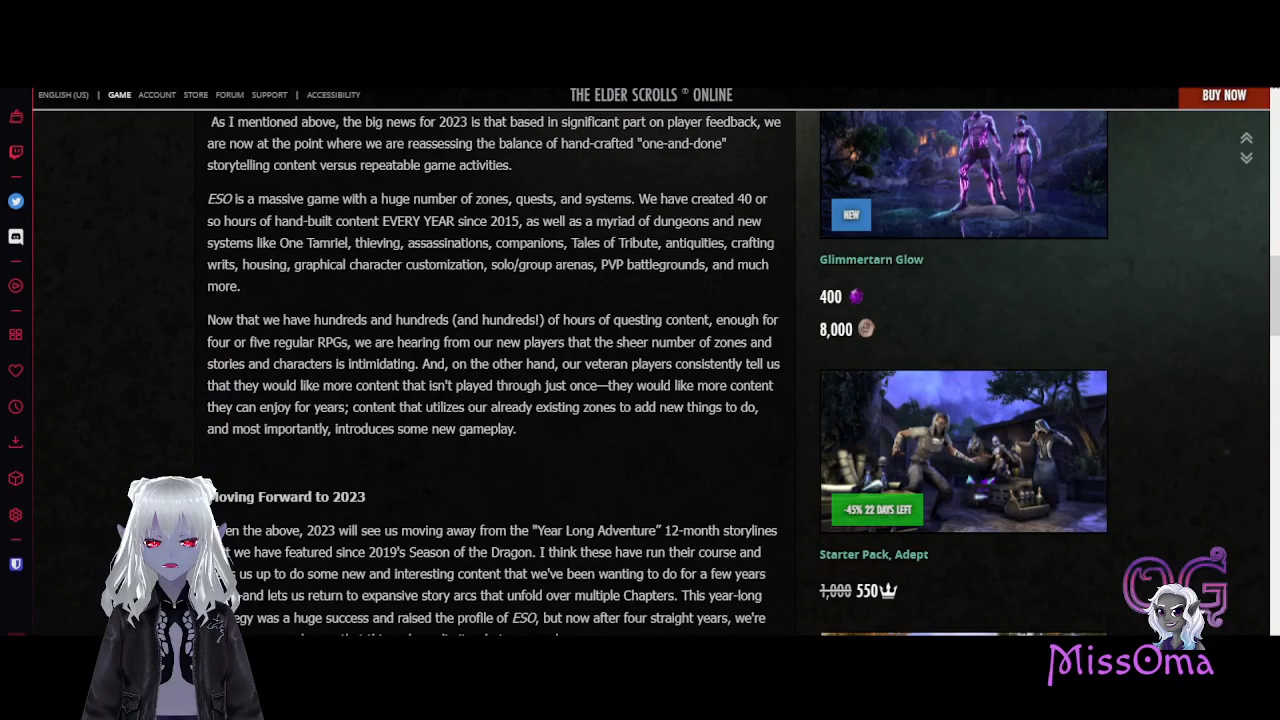 ENGLISH (US) | GAME ACCOUNT STORE FORUM SUPPORT | ACCESSIBILITY
THE ELDER SCROLLS ® ONLINE
BUY NOW
As I mentioned above, the big news for 2023 is that based in significant part on player feedback, we
are now at the point where we are reassessing the balance of hand-crafted "one-and-done"
storytelling content versus repeatable game activities.
ESO is a massive game with a huge number of zones, quests, and systems. We have created 40 or
so hours of hand-built content EVERY YEAR since 2015, as well as a myriad of dungeons and new
systems like One Tamriel, thieving, assassinations, companions, Tales of Tribute, antiquities, crafting
writs, housing, graphical character customization, solo/group arenas, PVP battlegrounds, and much
more.
Now that we have hundreds and hundreds (and hundreds!) of hours of questing content, enough for
four or five regular RPGs, we are hearing from our new players that the sheer number of zones and
stories and characters is intimidating. And, on the other hand, our veteran players consistently tell us
that they would like more content that isn't played through just once—they would like more content
they can enjoy for years; content that utilizes our already existing zones to add new things to do,
and most importantly, introduces some new gameplay.
oving Forward to 2023
en the above, 2023 will see us moving away from the "Year Long Adventure" 12-month storylines
we have featured since 2019's Season of the Dragon. I think these have run their course and
us up to do some new and interesting content that we've been wanting to do for a few years
and lets us return to expansive story arcs that unfold over multiple Chapters. This year-long
egy was a huge success and raised the profile of ESO, but now after four straight years, we're
NEW
Glimmertarn Glow
400
8,000
-45% 22 DAYS LEFT
Starter Pack, Adept
1,000 550
OG
MissOma